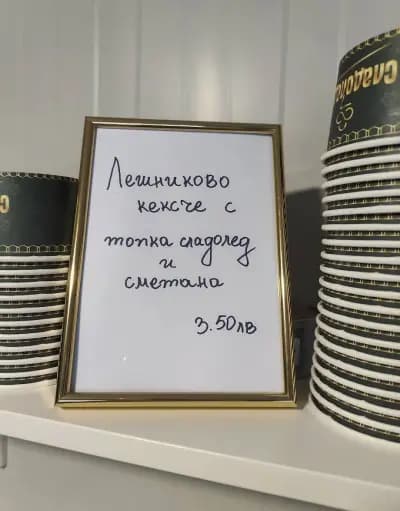 Лешниково
кексче с
топка сладолед
и
сметана
3.50лв